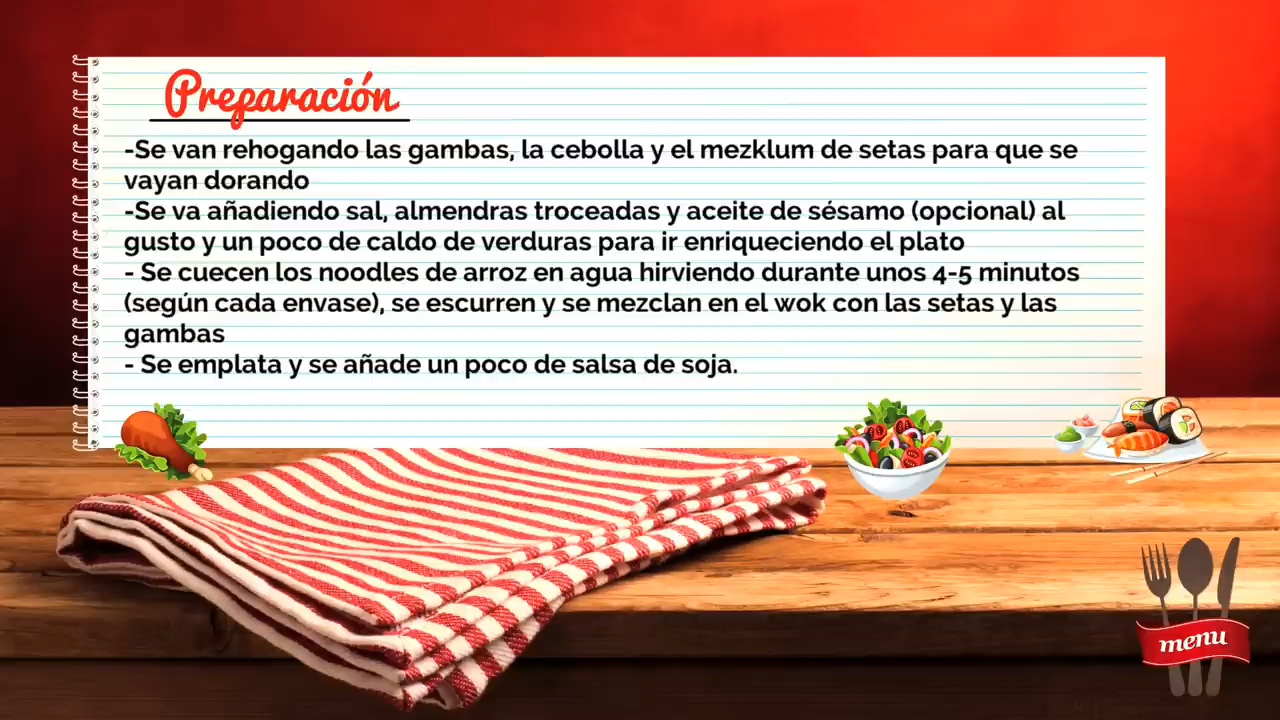 Preparación
-Se van rehogando las gambas, la cebolla y el mezklum de setas para que se
vayan dorando
-Se va añadiendo sal, almendras troceadas y aceite de sésamo (opcional) al
gusto y un poco de caldo de verduras para ir enriqueciendo el plato
- Se cuecen los noodles de arroz en agua hirviendo durante unos 4-5 minutos
(según cada envase), se escurren y se mezclan en el wok con las setas y las
gambas
- Se emplata y se añade un poco de salsa de soja.
menu